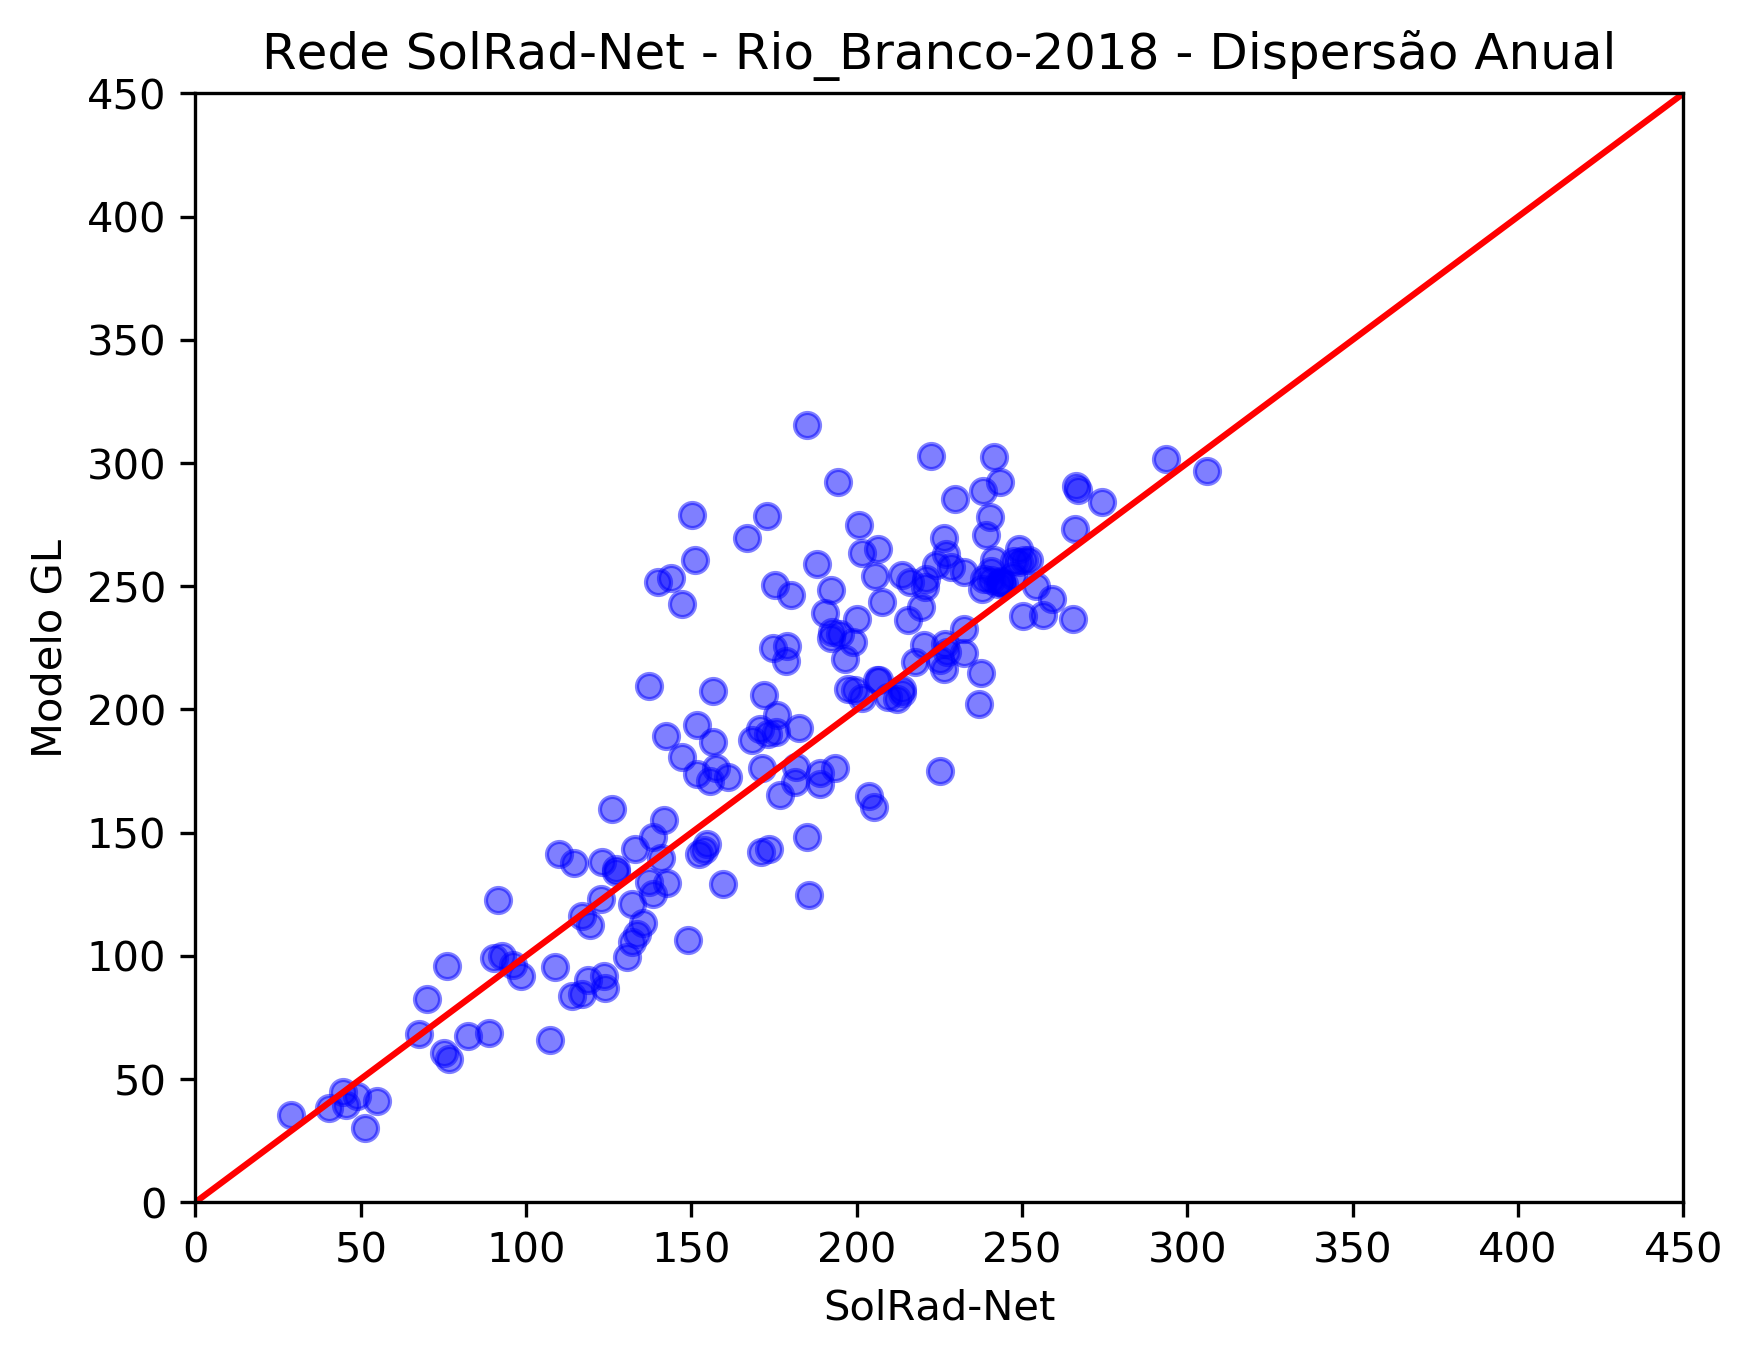 Rede SolRad-Net - Rio_Branco-2018 - Dispersão Anual
450
400
350
300
250
200
150
100
50
0
Modelo GL
0 50 100 150 200 250 300 350 400 450
SolRad-Net